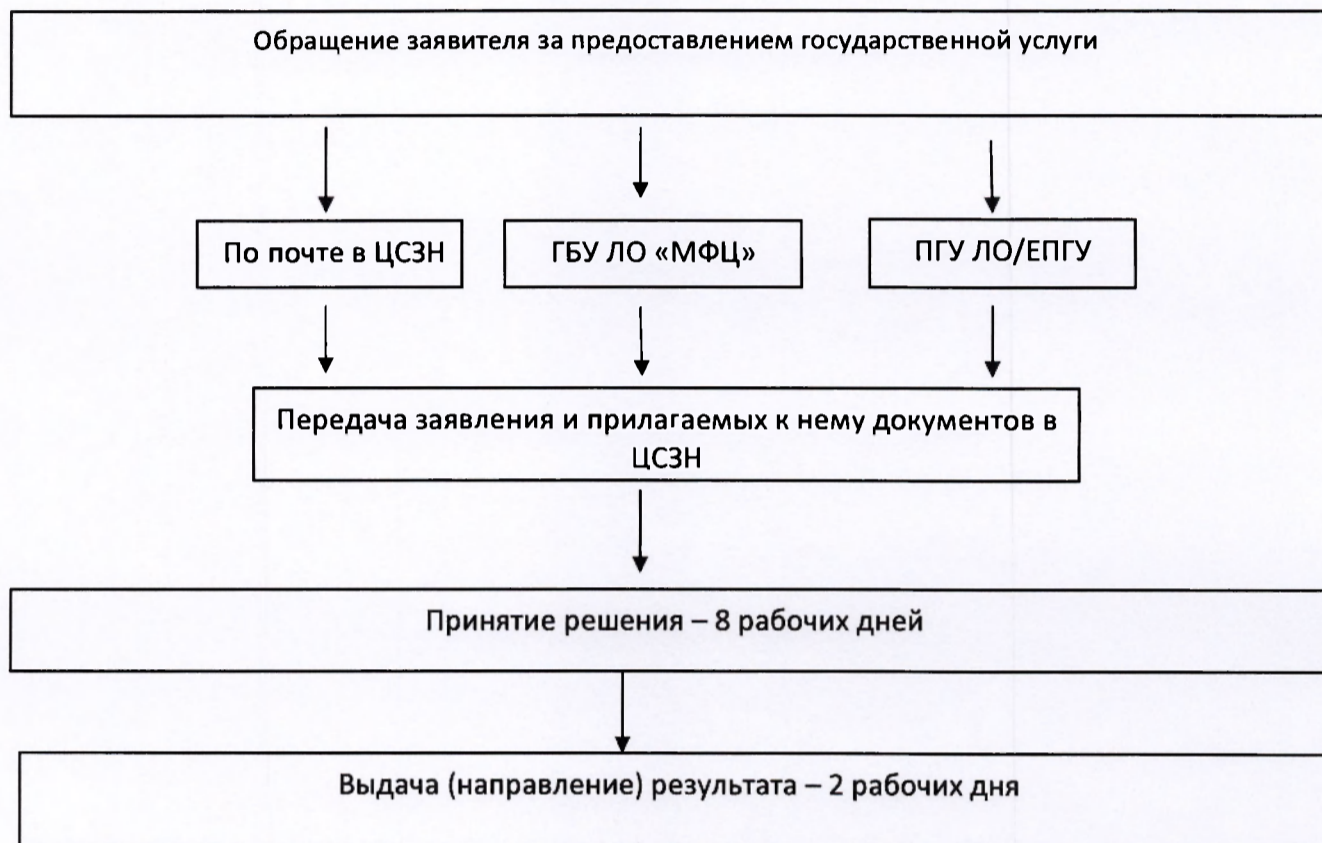 Обращение заявителя за предоставлением государственной услуги
По почте в ЦСЗН
ГБУ ЛО «МФЦ»
ПГУ ЛО/ЕПГУ
Передача заявления и прилагаемых к нему документов в
ЦСЗН
Принятие решения – 8 рабочих дней
Выдача (направление) результата – 2 рабочих дня